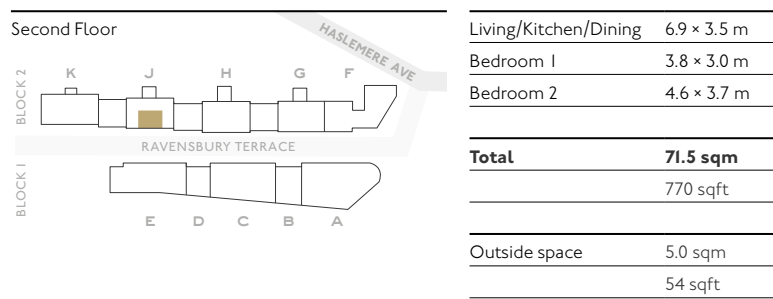 Second Floor
HASLEMERE AVE
K J H G F
BLOCK 2
RAVENSBURY TERRACE
BLOCK 1
E D C B A
Living/Kitchen/Dining 6.9 × 3.5 m
Bedroom 1 3.8 × 3.0 m
Bedroom 2 4.6 × 3.7 m
Total 71.5 sqm
770 sqft
Outside space 5.0 sqm
54 sqft